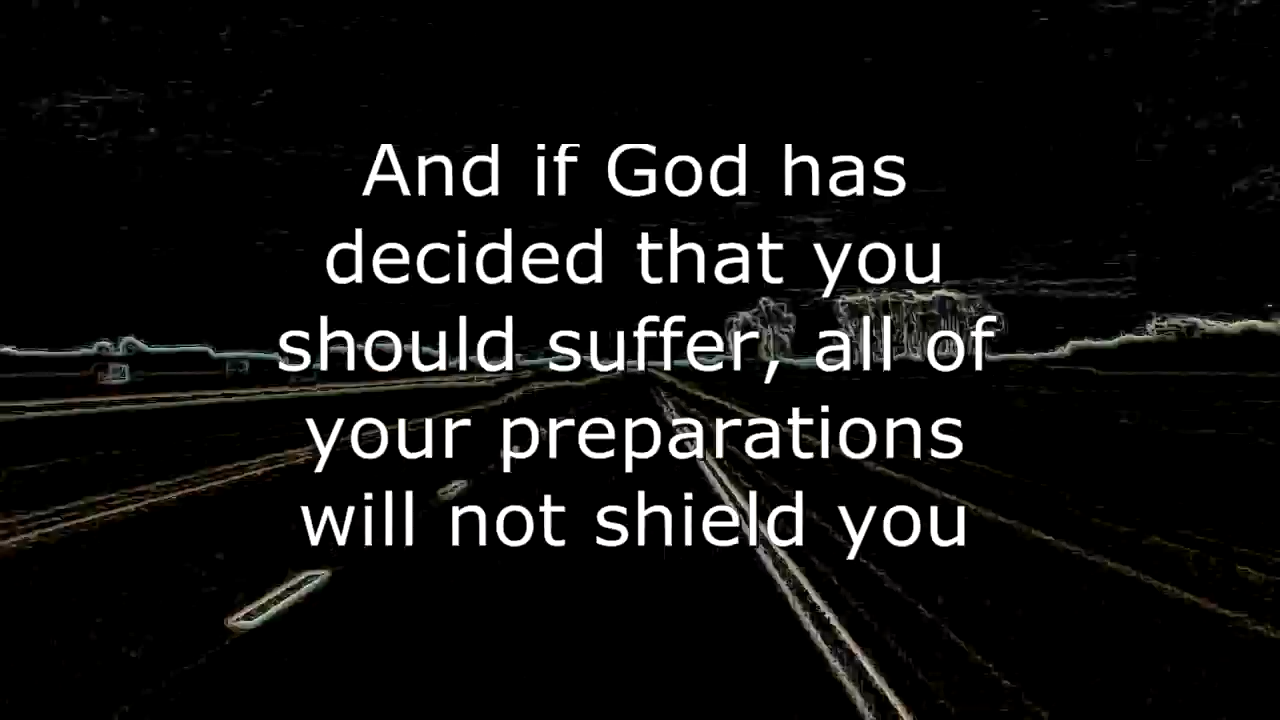 And if God has
decided that you
should suffer, all of
your preparations
will not shield you